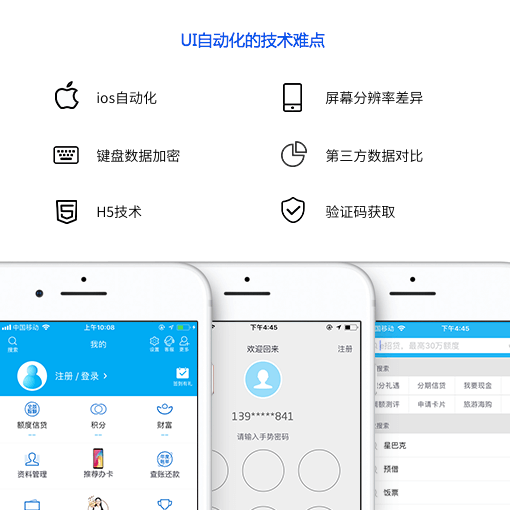 UI自动化的技术难点
ios自动化
屏幕分辨率差异
键盘数据加密
第三方数据对比
H5技术
验证码获取
中国移动
上午10:08
搜索
我的
设置
客服
更多
注册 / 登录
签到有礼
额度信贷
积分
财富
资料管理
推荐办卡
查账还款
下午4:45
欢迎回来
注册
139*****841
请输入手势密码
国移动
下午4:45
招贷，最高30万额度
搜索
分礼遇
分期信贷
我要现金
额测评
申请卡片
旅游海购
搜索
星巴克
预借
饭票